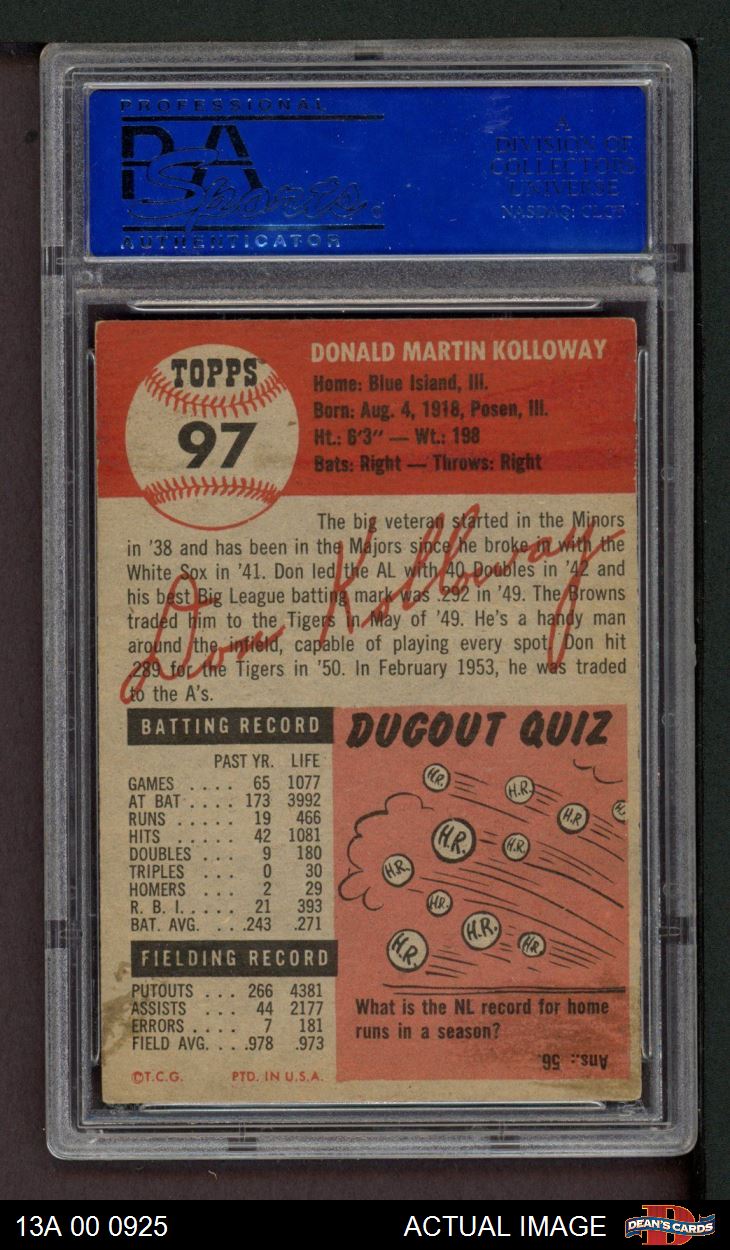 PROFESSIONAL
PSA
Sports
AUTHENTICATOR
A
DIVISION OF
COLLECTORS
UNIVERSE
NASDAQ: CLCT
TOPPS
97
DONALD MARTIN KOLLOWAY
Home: Blue Island, Ill.
Born: Aug. 4, 1918, Posen, Ill.
Ht.: 6'3" — Wt.: 198
Bats: Right — Throws: Right
The big veteran started in the Minors
in '38 and has been in the Majors since he broke in with the
White Sox in '41. Don led the AL with 40 Doubles in '42 and
his best Big League batting mark was .292 in '49. The Browns
traded him to the Tigers in May of '49. He's a handy man
around the infield, capable of playing every spot. Don hit
.289 for the Tigers in '50. In February 1953, he was traded
to the A's.
Don Kolloway
BATTING RECORD
PAST YR. LIFE
GAMES .... 65 1077
AT BAT .... 173 3992
RUNS ..... 19 466
HITS ..... 42 1081
DOUBLES ... 9 180
TRIPLES ... 0 30
HOMERS ... 2 29
R. B. I. .... 21 393
BAT. AVG. ... .243 .271
FIELDING RECORD
PUTOUTS ... 266 4381
ASSISTS ... 44 2177
ERRORS ... 7 181
FIELD AVG. ... .978 .973
©T.C.G. PTD. IN U.S.A.
DUGOUT QUIZ
H.R.
H.R.
H.R.
H.R.
H.R.
H.R.
H.R.
H.R.
H.R.
H.R.
What is the NL record for home
runs in a season?
Ans.: 56.
13A 00 0925
ACTUAL IMAGE
D
DEAN'S CARDS